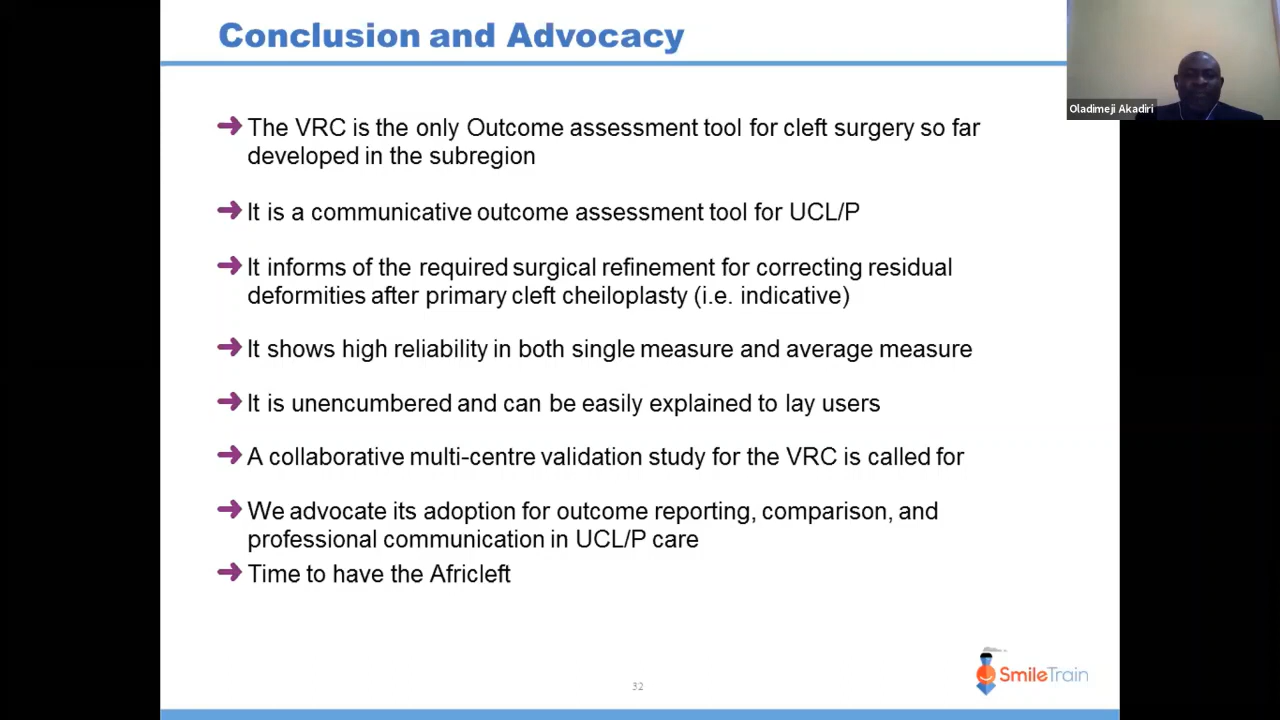 Conclusion and Advocacy
Oladimeji Akadiri
The VRC is the only Outcome assessment tool for cleft surgery so far
developed in the subregion
It is a communicative outcome assessment tool for UCL/P
It informs of the required surgical refinement for correcting residual
deformities after primary cleft cheiloplasty (i.e. indicative)
It shows high reliability in both single measure and average measure
It is unencumbered and can be easily explained to lay users
A collaborative multi-centre validation study for the VRC is called for
We advocate its adoption for outcome reporting, comparison, and
professional communication in UCL/P care
Time to have the Africleft
SmileTrain
32